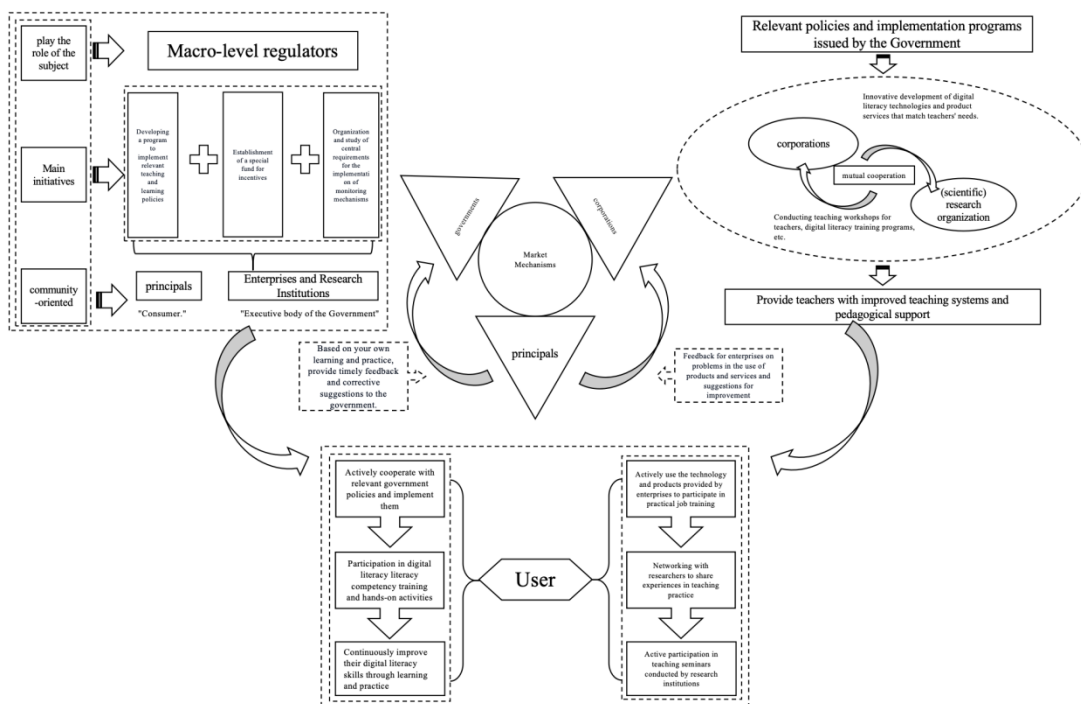 play the
role of the
subject
Macro-level regulators
Main
initiatives
Developing
a program
to
implement
relevant
teaching
and
learning
policies
Establishment
of a special
fund for
incentives
Organization
and study of
central
requirements
for the
implementati
on of
monitoring
mechanisms
community
-oriented
principals
"Consumer."
Enterprises and Research
Institutions
"Executive body of the Government"
governments
corporations
Market
Mechanisms
principals
Based on your own
learning and practice,
provide timely feedback
and corrective
suggestions to the
government.
Feedback for enterprises on
problems in the use of
products and services and
suggestions for
improvement
Relevant policies and implementation programs
issued by the Government
Innovative development of digital
literacy technologies and product
services that match teachers' needs.
corporations
mutual cooperation
(scientific)
research
organization
Conducting teaching workshops for
teachers, digital literacy training programs,
etc.
Provide teachers with improved teaching systems and
pedagogical support
Actively cooperate with
relevant government
policies and implement
them
Participation in digital
literacy literacy
competency training
and hands-on activities
Continuously improve
their digital literacy
skills through learning
and practice
User
Actively use the technology
and products provided by
enterprises to participate in
practical job training
Networking with
researchers to share
experiences in teaching
practice
Active participation in
teaching seminars
conducted by research
institutions